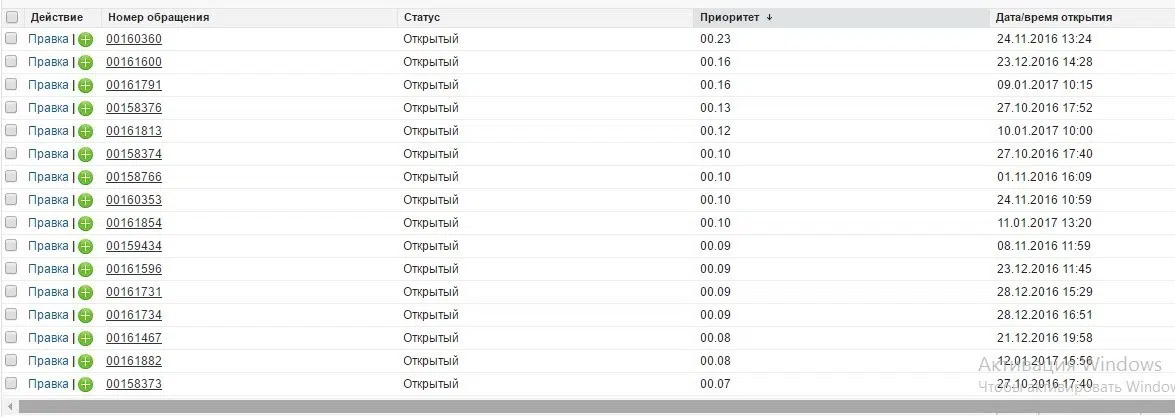 Действие Номер обращения Статус Приоритет ↓ Дата/время открытия
Правка | 00160360 Открытый 00.23 24.11.2016 13:24
Правка | 00161600 Открытый 00.16 23.12.2016 14:28
Правка | 00161791 Открытый 00.16 09.01.2017 10:15
Правка | 00158376 Открытый 00.13 27.10.2016 17:52
Правка | 00161813 Открытый 00.12 10.01.2017 10:00
Правка | 00158374 Открытый 00.10 27.10.2016 17:40
Правка | 00158766 Открытый 00.10 01.11.2016 16:09
Правка | 00160353 Открытый 00.10 24.11.2016 10:59
Правка | 00161854 Открытый 00.10 11.01.2017 13:20
Правка | 00159434 Открытый 00.09 08.11.2016 11:59
Правка | 00161596 Открытый 00.09 23.12.2016 11:45
Правка | 00161731 Открытый 00.09 28.12.2016 15:29
Правка | 00161734 Открытый 00.09 28.12.2016 16:51
Правка | 00161467 Открытый 00.08 21.12.2016 19:58
Правка | 00161882 Открытый 00.08 12.01.2017 15:56
Активация Windows
Правка | 00158373 Открытый 00.07 27.10.2016 17:40
Чтобы активировать Windo